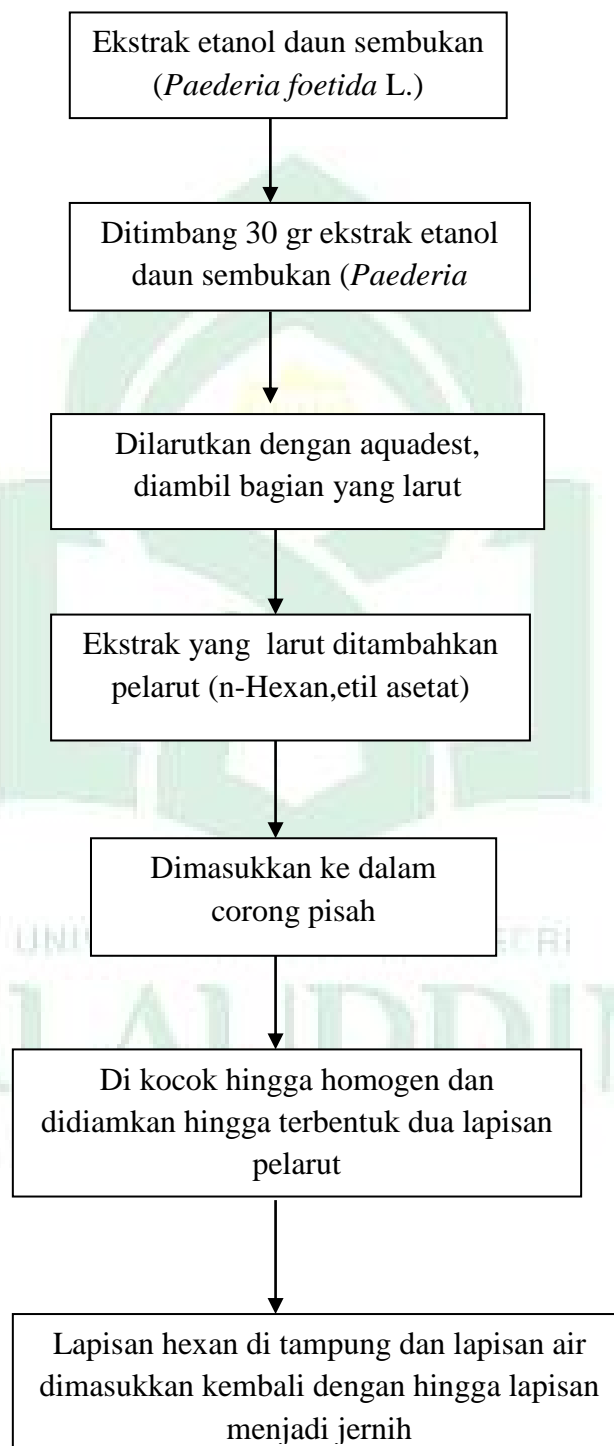 Ekstrak etanol daun sembukan
(Paederia foetida L.)
Ditimbang 30 gr ekstrak etanol
daun sembukan (Paederia
Dilarutkan dengan aquadest,
diambil bagian yang larut
Ekstrak yang larut ditambahkan
pelarut (n-Hexan,etil asetat)
Dimasukkan ke dalam
corong pisah
Di kocok hingga homogen dan
didiamkan hingga terbentuk dua lapisan
pelarut
Lapisan hexan di tampung dan lapisan air
dimasukkan kembali dengan hingga lapisan
menjadi jernih